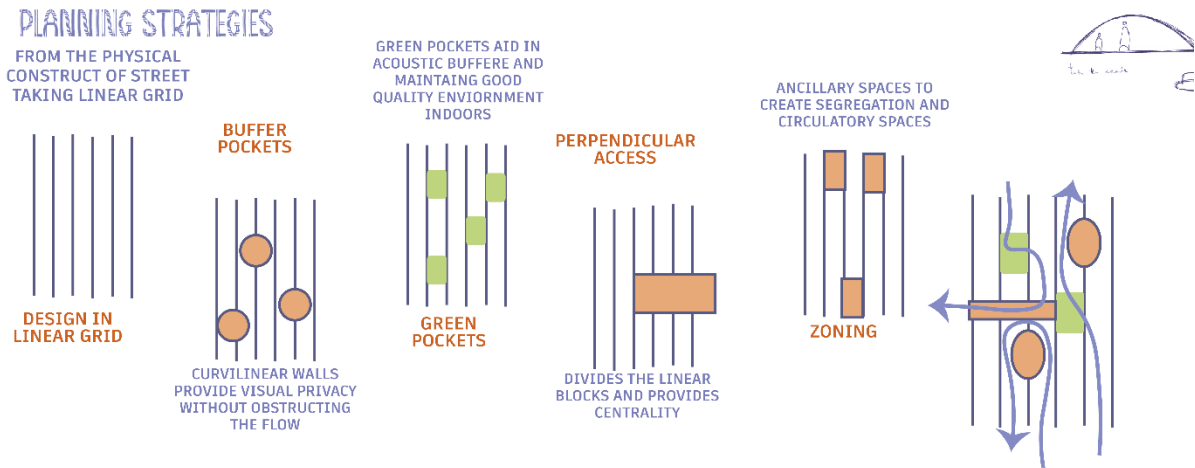 PLANNING STRATEGIES
FROM THE PHYSICAL
CONSTRUCT OF STREET
TAKING LINEAR GRID
DESIGN IN
LINEAR GRID
BUFFER
POCKETS
CURVILINEAR WALLS
PROVIDE VISUAL PRIVACY
WITHOUT OBSTRUCTING
THE FLOW
GREEN POCKETS AID IN
ACOUSTIC BUFFERE AND
MAINTAING GOOD
QUALITY ENVIORNMENT
INDOORS
GREEN
POCKETS
PERPENDICULAR
ACCESS
DIVIDES THE LINEAR
BLOCKS AND PROVIDES
CENTRALITY
ANCILLARY SPACES TO
CREATE SEGREGATION AND
CIRCULATORY SPACES
ZONING